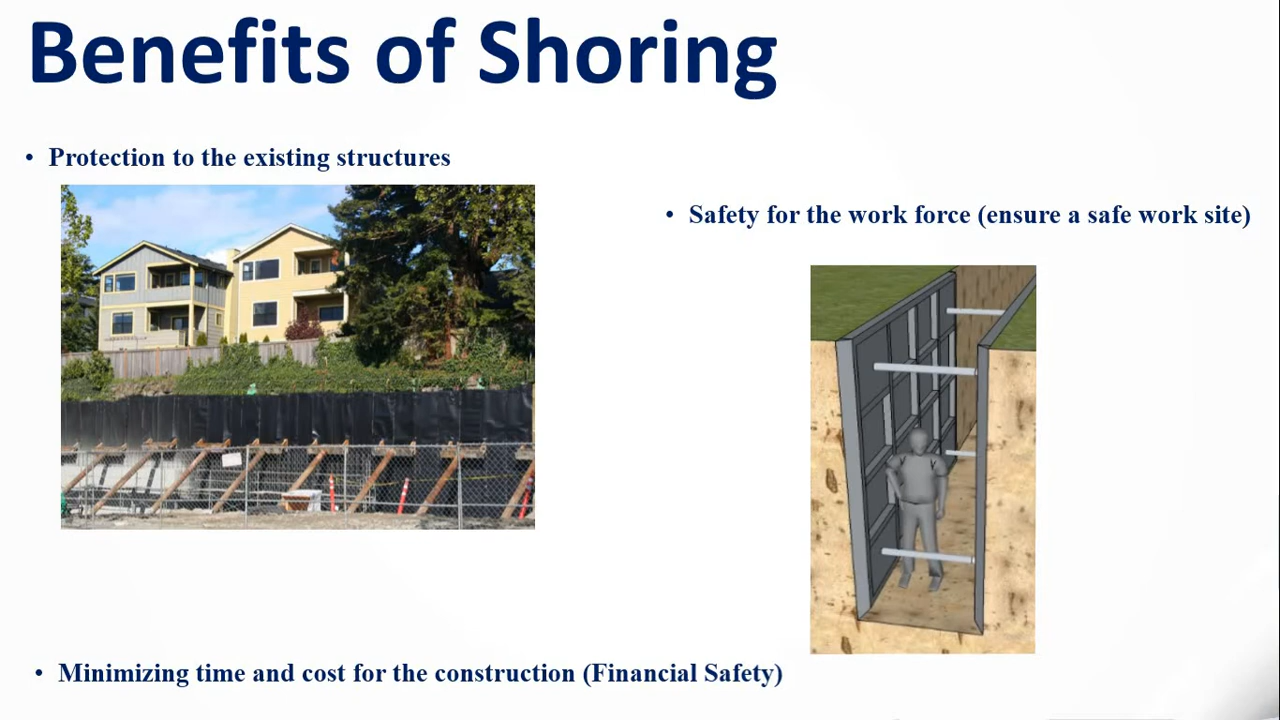 Benefits of Shoring
• Protection to the existing structures
• Safety for the work force (ensure a safe work site)
• Minimizing time and cost for the construction (Financial Safety)